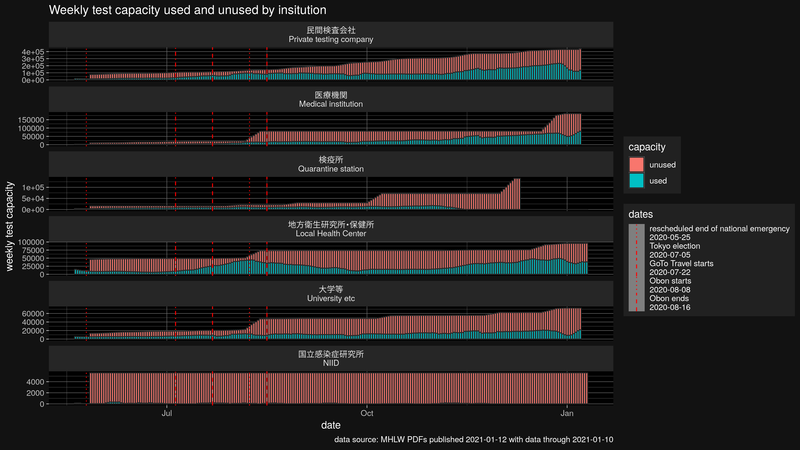 Weekly test capacity used and unused by insitution
民間検査会社
Private testing company
4e+05
3e+05
2e+05
1e+05
0e+00
医療機関
Medical institution
150000
100000
50000
0
検疫所
Quarantine station
1e+05
5e+04
0e+00
地方衛生研究所・保健所
Local Health Center
100000
75000
50000
25000
0
大学等
University etc
60000
40000
20000
0
国立感染症研究所
NIID
4000
2000
0
weekly test capacity
Jul
Oct
Jan
date
capacity
unused
used
dates
rescheduled end of national emergency
2020-05-25
Tokyo election
2020-07-05
GoTo Travel starts
2020-07-22
Obon starts
2020-08-08
Obon ends
2020-08-16
data source: MHLW PDFs published 2021-01-12 with data through 2021-01-10